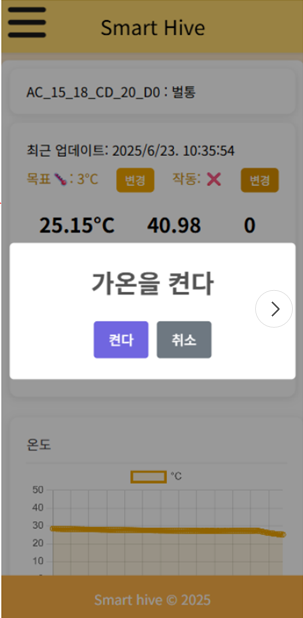 Smart Hive
AC_15_18_CD_20_D0 : 벌통
최근 업데이트: 2025/6/23. 10:35:54
목표🌡️: 3°C 변경 작동: ❌ 변경
25.15°C 40.98 0
가온을 켠다
켠다 취소
온도
°C
50
40
30
20
10
Smart hive © 2025